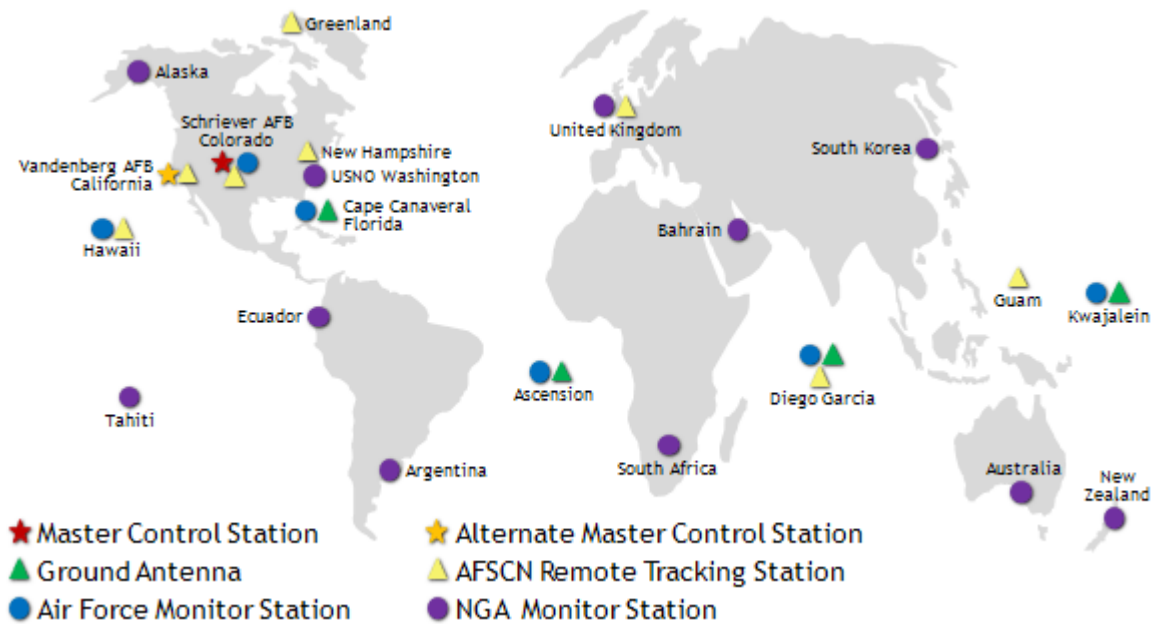 Greenland
Alaska
Schriever AFB
Colorado
United Kingdom
New Hampshire
South Korea
Vandenberg AFB
California
USNO Washington
Cape Canaveral
Florida
Bahrain
Hawaii
Guam
Kwajalein
Ecuador
Ascension
Diego Garcia
Tahiti
Argentina
South Africa
Australia
New
Zealand
Master Control Station
Alternate Master Control Station
Ground Antenna
AFSCN Remote Tracking Station
Air Force Monitor Station
NGA Monitor Station